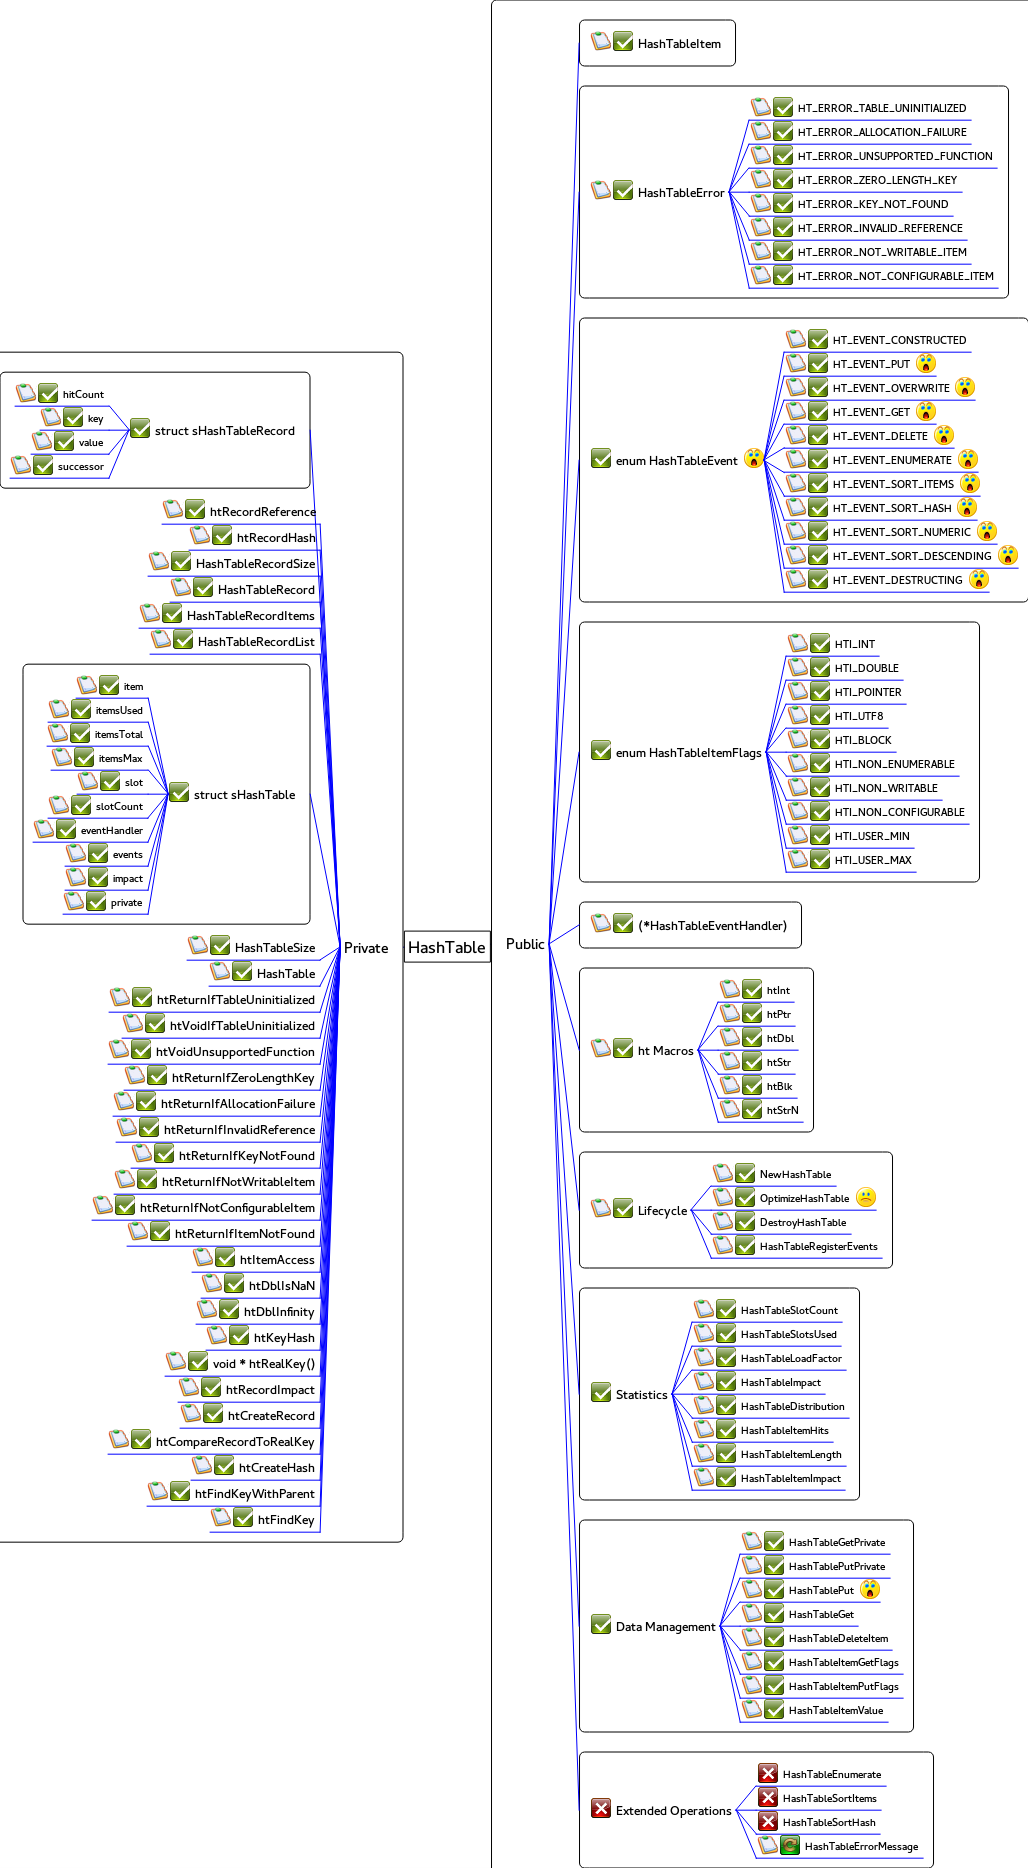 HashTable
Private
struct sHashTableRecord
hitCount
key
value
successor
htRecordReference
htRecordHash
HashTableRecordSize
HashTableRecord
HashTableRecordItems
HashTableRecordList
struct sHashTable
item
itemsUsed
itemsTotal
itemsMax
slot
slotCount
eventHandler
events
impact
private
HashTableSize
HashTable
htReturnIfTableUninitialized
htVoidIfTableUninitialized
htVoidUnsupportedFunction
htReturnIfZeroLengthKey
htReturnIfAllocationFailure
htReturnIfInvalidReference
htReturnIfKeyNotFound
htReturnIfNotWritableItem
htReturnIfNotConfigurableItem
htReturnIfItemNotFound
htItemAccess
htDblIsNaN
htDblInfinity
htKeyHash
void * htRealKey()
htRecordImpact
htCreateRecord
htCompareRecordToRealKey
htCreateHash
htFindKeyWithParent
htFindKey
Public
HashTableItem
HashTableError
HT_ERROR_TABLE_UNINITIALIZED
HT_ERROR_ALLOCATION_FAILURE
HT_ERROR_UNSUPPORTED_FUNCTION
HT_ERROR_ZERO_LENGTH_KEY
HT_ERROR_KEY_NOT_FOUND
HT_ERROR_INVALID_REFERENCE
HT_ERROR_NOT_WRITABLE_ITEM
HT_ERROR_NOT_CONFIGURABLE_ITEM
enum HashTableEvent
HT_EVENT_CONSTRUCTED
HT_EVENT_PUT
HT_EVENT_OVERWRITE
HT_EVENT_GET
HT_EVENT_DELETE
HT_EVENT_ENUMERATE
HT_EVENT_SORT_ITEMS
HT_EVENT_SORT_HASH
HT_EVENT_SORT_NUMERIC
HT_EVENT_SORT_DESCENDING
HT_EVENT_DESTRUCTING
enum HashTableItemFlags
HTI_INT
HTI_DOUBLE
HTI_POINTER
HTI_UTF8
HTI_BLOCK
HTI_NON_ENUMERABLE
HTI_NON_WRITABLE
HTI_NON_CONFIGURABLE
HTI_USER_MIN
HTI_USER_MAX
(*HashTableEventHandler)
ht Macros
htInt
htPtr
htDbl
htStr
htBlk
htStrN
Lifecycle
NewHashTable
OptimizeHashTable
DestroyHashTable
HashTableRegisterEvents
Statistics
HashTableSlotCount
HashTableSlotsUsed
HashTableLoadFactor
HashTableImpact
HashTableDistribution
HashTableItemHits
HashTableItemLength
HashTableItemImpact
Data Management
HashTableGetPrivate
HashTablePutPrivate
HashTablePut
HashTableGet
HashTableDeleteItem
HashTableItemGetFlags
HashTableItemPutFlags
HashTableItemValue
Extended Operations
HashTableEnumerate
HashTableSortItems
HashTableSortHash
HashTableErrorMessage